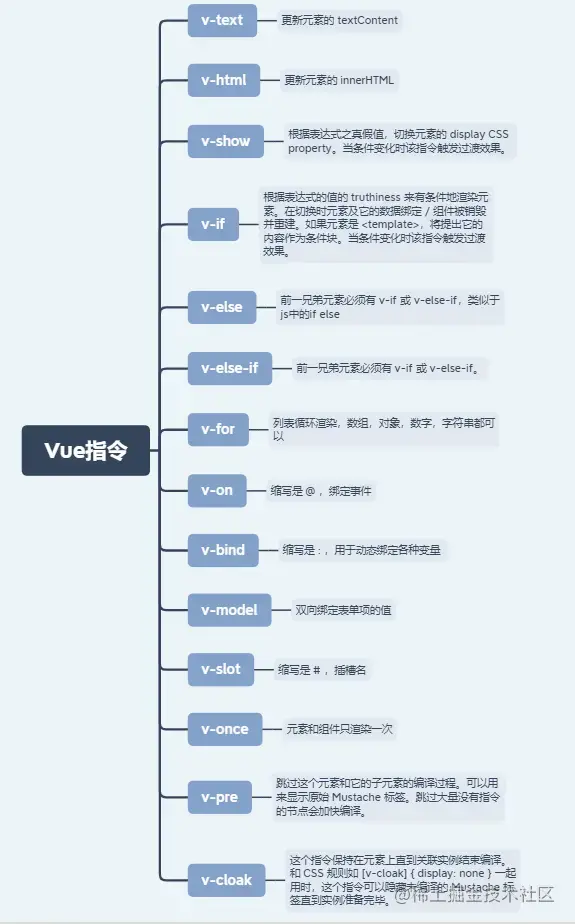 v-text
更新元素的 textContent
v-html
更新元素的 innerHTML
v-show
根据表达式之真假值，切换元素的 display CSS
property。当条件变化时该指令触发过渡效果。
v-if
根据表达式的值的 truthiness 来有条件地渲染元
素。在切换时元素及它的数据绑定 / 组件被销毁
并重建。如果元素是 <template>，将提出它的
内容作为条件块。当条件变化时该指令触发过渡
效果。
v-else
前一兄弟元素必须有 v-if 或 v-else-if，类似于
js中的if else
v-else-if
前一兄弟元素必须有 v-if 或 v-else-if。
v-for
列表循环渲染，数组，对象，数字，字符串都可
以
Vue指令
v-on
缩写是 @ ，绑定事件
v-bind
缩写是 : ，用于动态绑定各种变量
v-model
双向绑定表单项的值
v-slot
缩写是 # ，插槽名
v-once
元素和组件只渲染一次
v-pre
跳过这个元素和它的子元素的编译过程。可以用
来显示原始 Mustache 标签。跳过大量没有指令
的节点会加快编译。
v-cloak
这个指令保持在元素上直到关联实例结束编译。
和 CSS 规则如 [v-cloak] { display: none } 一起
用时，这个指令可以隐藏未编译的 Mustache 标
签直到实例准备完毕。
@稀土掘金技术社区